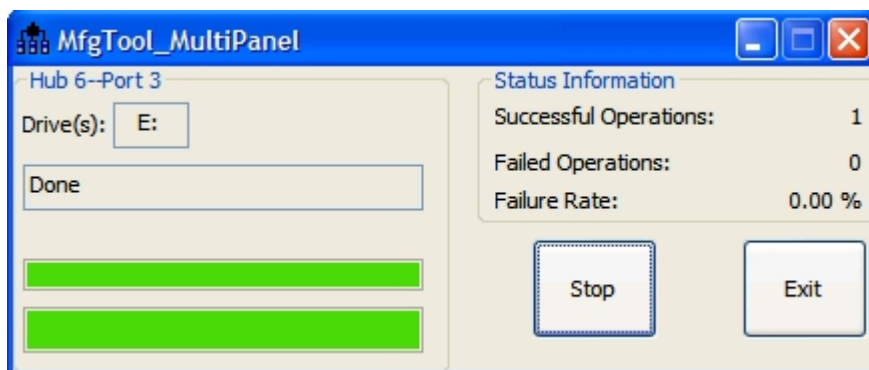 MfgTool_MultiPanel
Hub 6--Port 3
Drive(s): E:
Done
Status Information
Successful Operations: 1
Failed Operations: 0
Failure Rate: 0.00 %
Stop Exit